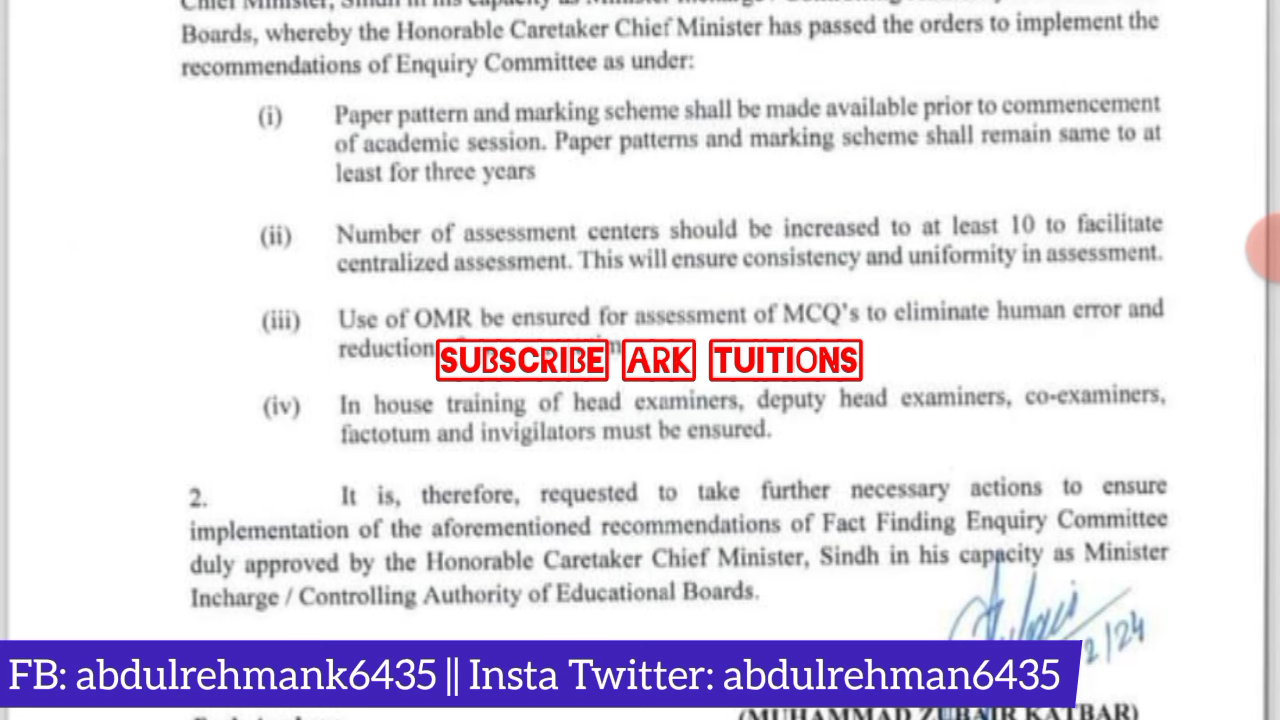 Chief Minister, Sindh in his capacity as Minister Incharge / Controlling
Boards, whereby the Honorable Caretaker Chief Minister has passed the orders to implement the
recommendations of Enquiry Committee as under:
(i) Paper pattern and marking scheme shall be made available prior to commencement
of academic session. Paper patterns and marking scheme shall remain same to at
least for three years
(ii) Number of assessment centers should be increased to at least 10 to facilitate
centralized assessment. This will ensure consistency and uniformity in assessment.
(iii) Use of OMR be ensured for assessment of MCQ's to eliminate human error and
reduction
SUBSCRIBE ARK TUITIONS
(iv) In house training of head examiners, deputy head examiners, co-examiners,
factotum and invigilators must be ensured.
2. It is, therefore, requested to take further necessary actions to ensure
implementation of the aforementioned recommendations of Fact Finding Enquiry Committee
duly approved by the Honorable Caretaker Chief Minister, Sindh in his capacity as Minister
Incharge / Controlling Authority of Educational Boards.
2/24
FB: abdulrehmank6435 || Insta Twitter: abdulrehman6435
(MUHAMMAD ZUBAIR KATBAR)